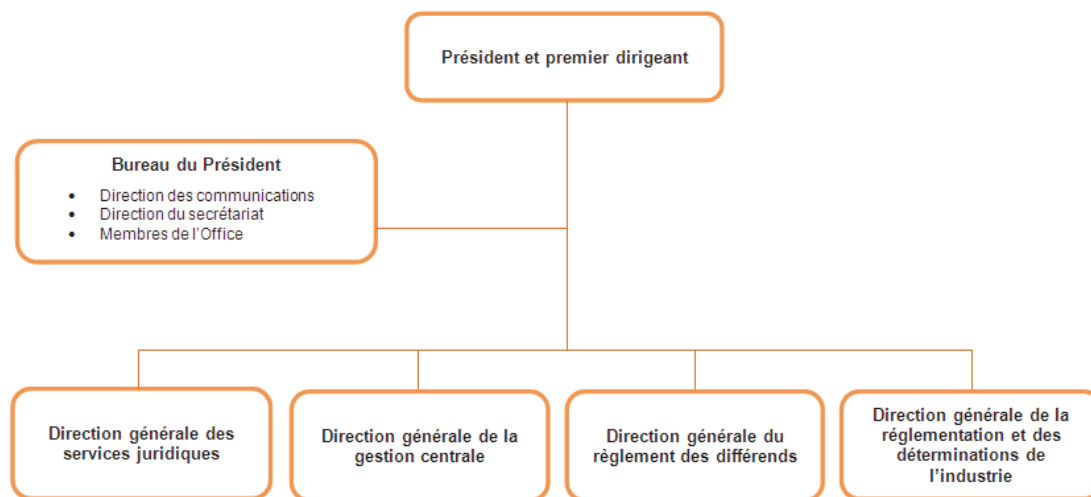 Président et premier dirigeant
Bureau du Président
• Direction des communications
• Direction du secrétariat
• Membres de l’Office
Direction générale des
services juridiques
Direction générale de la
gestion centrale
Direction générale du
règlement des différends
Direction générale de la
réglementation et des
déterminations de
l’industrie